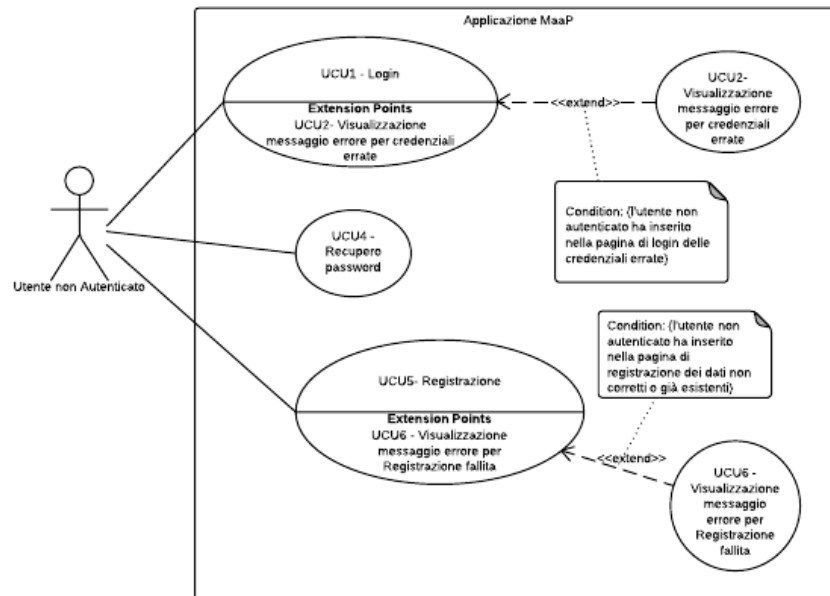 Applicazione MaaP
UCU1 - Login
Extension Points
UCU2- Visualizzazione
messaggio errore per credenziali
errate
<<extend>>
UCU2-
Visualizzazione
messaggio errore
per credenziali
errate
Condition: {l'utente non
autenticato ha inserito
nella pagina di login delle
credenziali errate}
Utente non Autenticato
UCU4 -
Recupero
password
Condition: {l'utente non
autenticato ha inserito
nella pagina di
registrazione dei dati non
corretti o già esistenti}
UCU5- Registrazione
Extension Points
UCU6 - Visualizzazione
messaggio errore per
Registrazione fallita
<<extend>>
UCU6 -
Visualizzazione
messaggio
errore per
Registrazione
fallita